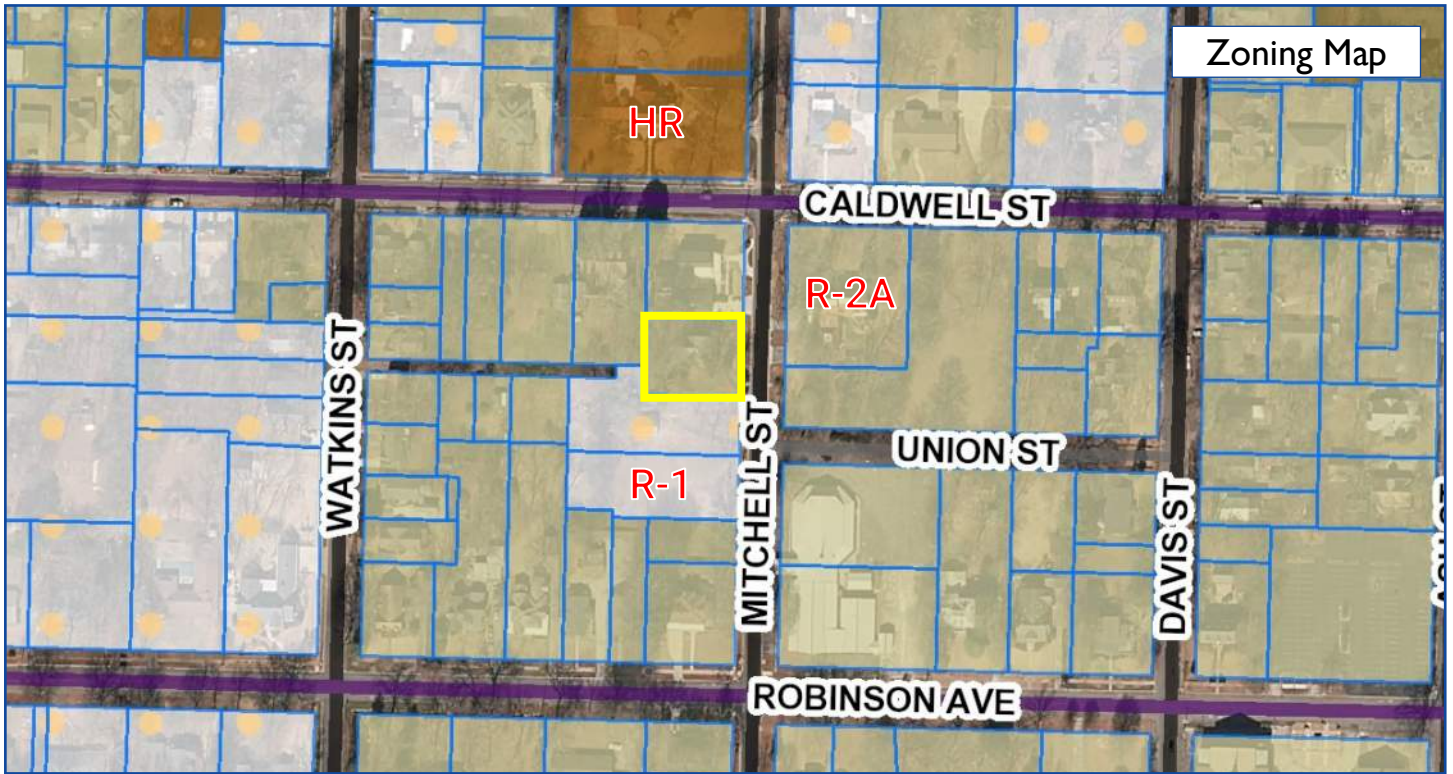 Zoning Map
HR
CALDWELL ST
R-2A
WATKINS ST
MITCHELL ST
UNION ST
R-1
DAVIS ST
ROBINSON AVE